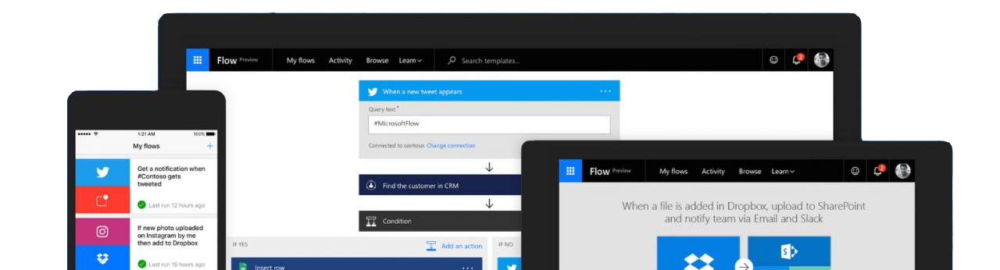 Flow Preview My flows Activity Browse Learn Search templates... 2
When a new tweet appears ...
Query text *
#MicrosoftFlow
Connected to contoso. Change connection
Find the customer in CRM
Condition
IF YES Add an action IF NO
Insert row ...
1:21 AM 100%
My flows +
Get a notification when
#Contoso gets
tweeted
Last run 12 hours ago
If new photo uploaded
on Instagram by me
then add to Dropbox
Last run 15 hours ago
Flow Preview My flows Activity Browse Learn 2
When a file is added in Dropbox, upload to SharePoint
and notify team via Email and Slack
S